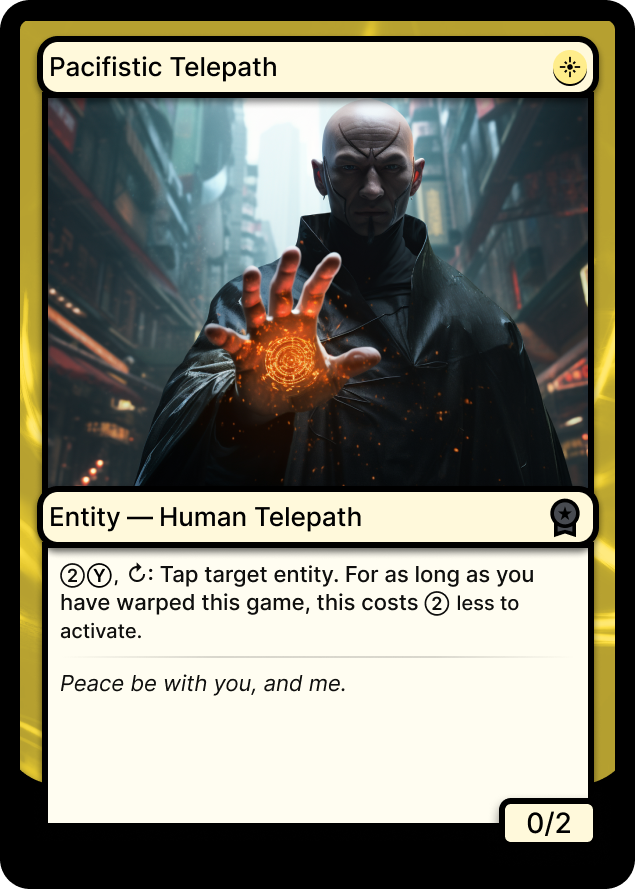 Pacifistic Telepath
Entity — Human Telepath
②Ⓨ, ↻: Tap target entity. For as long as you
have warped this game, this costs ② less to
activate.
Peace be with you, and me.
0/2